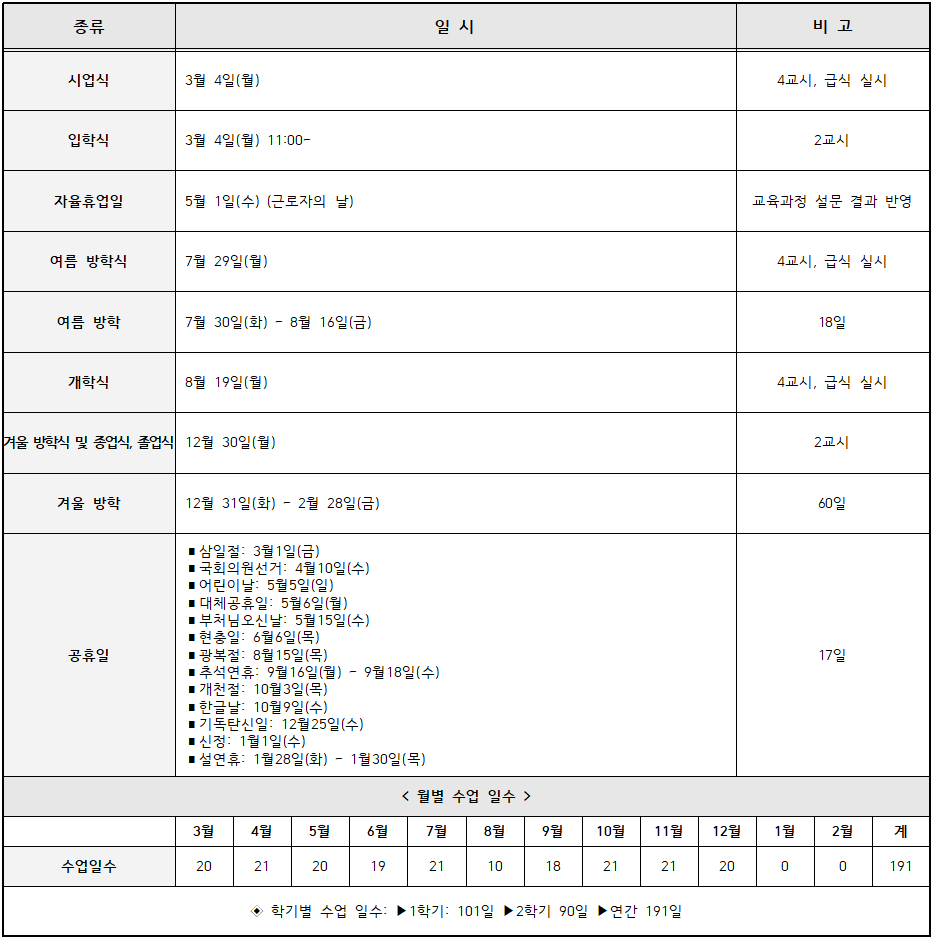 종류 일 시 비 고
시업식 3월 4일(월) 4교시, 급식 실시
입학식 3월 4일(월) 11:00- 2교시
자율휴업일 5월 1일(수) (근로자의 날) 교육과정 설문 결과 반영
여름 방학식 7월 29일(월) 4교시, 급식 실시
여름 방학 7월 30일(화) - 8월 16일(금) 18일
개학식 8월 19일(월) 4교시, 급식 실시
겨울 방학식 및 종업식, 졸업식 12월 30일(월) 2교시
겨울 방학 12월 31일(화) - 2월 28일(금) 60일
공휴일
■ 삼일절: 3월1일(금)
■ 국회의원선거: 4월10일(수)
■ 어린이날: 5월5일(일)
■ 대체공휴일: 5월6일(월)
■ 부처님오신날: 5월15일(수)
■ 현충일: 6월6일(목)
■ 광복절: 8월15일(목)
■ 추석연휴: 9월16일(월) - 9월18일(수)
■ 개천절: 10월3일(목)
■ 한글날: 10월9일(수)
■ 기독탄신일: 12월25일(수)
■ 신정: 1월1일(수)
■ 설연휴: 1월28일(화) - 1월30일(목)
17일
< 월별 수업 일수 >
3월 4월 5월 6월 7월 8월 9월 10월 11월 12월 1월 2월 계
수업일수 20 21 20 19 21 10 18 21 21 20 0 0 191
◈ 학기별 수업 일수: ▶1학기: 101일 ▶2학기 90일 ▶연간 191일